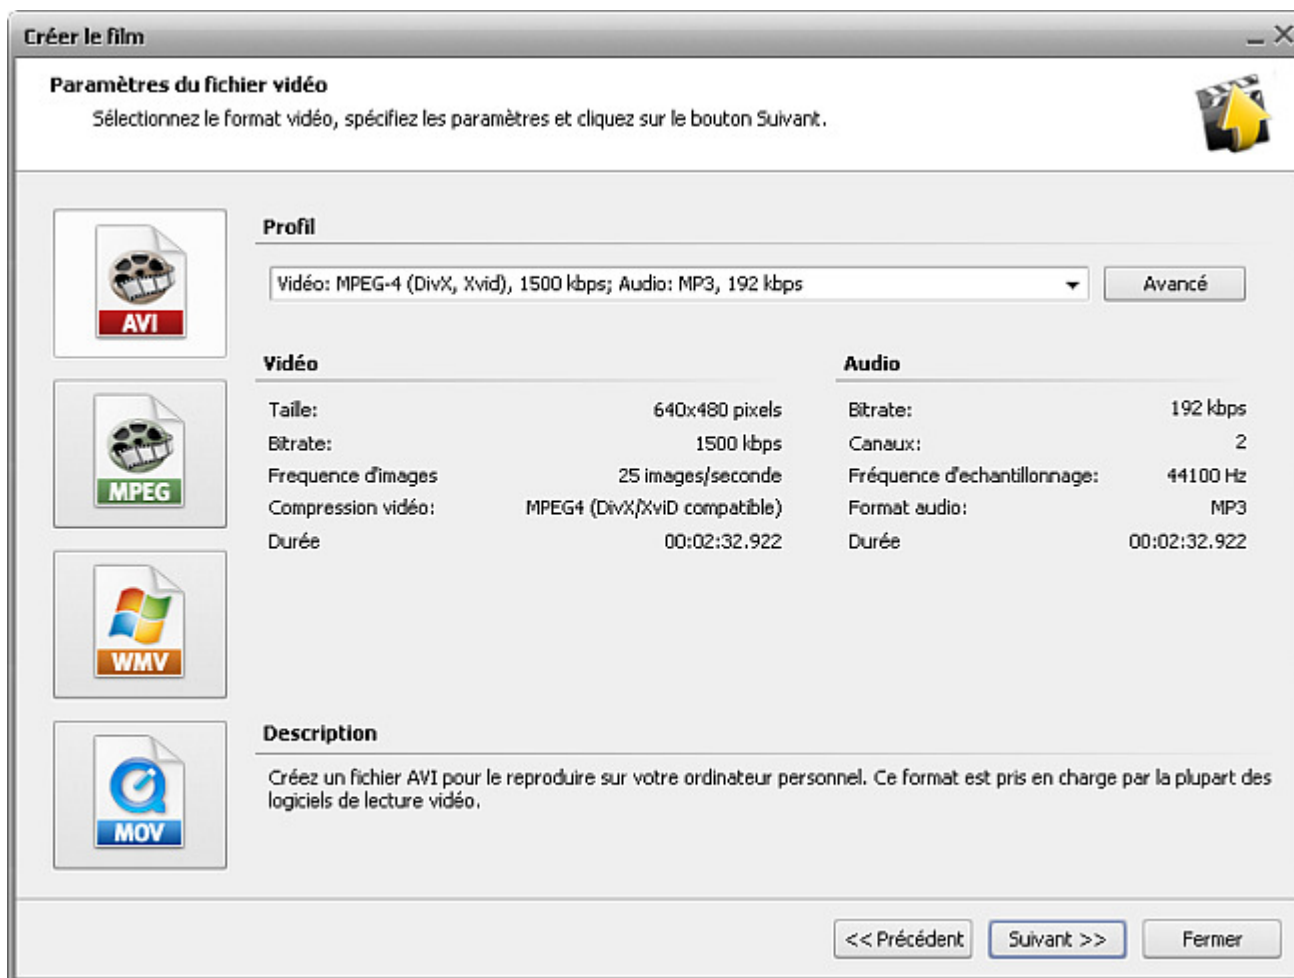 Créer le film
Paramètres du fichier vidéo
Sélectionnez le format vidéo, spécifiez les paramètres et cliquez sur le bouton Suivant.
AVI
MPEG
WMV
MOV
Profil
Vidéo: MPEG-4 (DivX, Xvid), 1500 kbps; Audio: MP3, 192 kbps
Avancé
Vidéo
Taille: 640x480 pixels
Bitrate: 1500 kbps
Frequence d'images 25 images/seconde
Compression vidéo: MPEG4 (DivX/XviD compatible)
Durée 00:02:32.922
Audio
Bitrate: 192 kbps
Canaux: 2
Fréquence d'echantillonnage: 44100 Hz
Format audio: MP3
Durée 00:02:32.922
Description
Créez un fichier AVI pour le reproduire sur votre ordinateur personnel. Ce format est pris en charge par la plupart des
logiciels de lecture vidéo.
<< Précédent
Suivant >>
Fermer